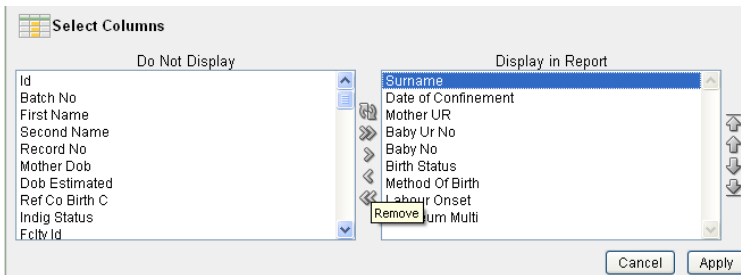 Select Columns
Do Not Display
Id
Batch No
First Name
Second Name
Record No
Mother Dob
Dob Estimated
Ref Co Birth C
Indig Status
Fclty Id
Display in Report
Surname
Date of Confinement
Mother UR
Baby Ur No
Baby No
Birth Status
Method Of Birth
Labour Onset
um Multi
Remove
Cancel
Apply